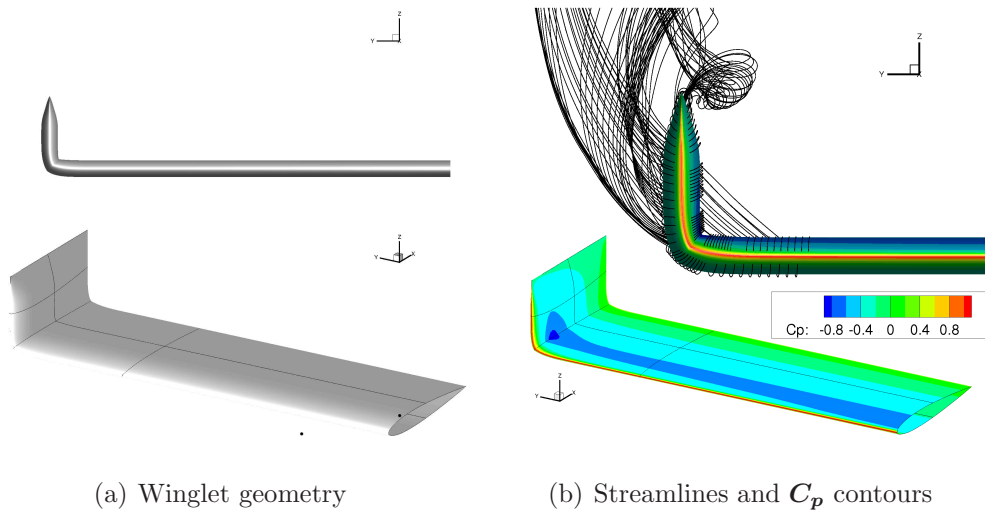 Z
Y
X
Z
Y
X
Z
Y
X
Cp:
-0.8 -0.4 0 0.4 0.8
Z
Y
X
(a) Winglet geometry
(b) Streamlines and Cp contours